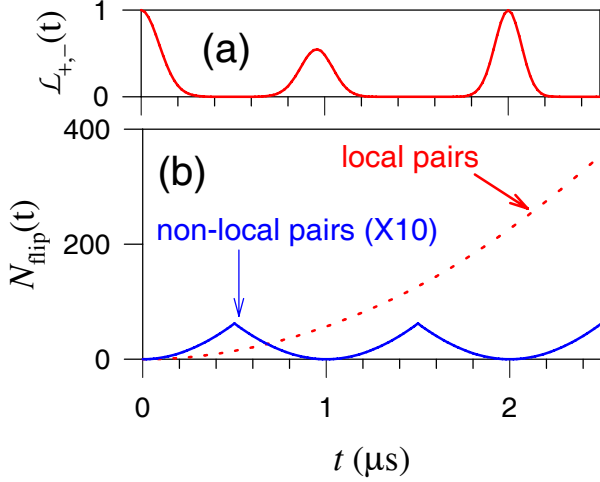 ℒ+,−(t)
1
0
(a)
400
200
0
(b)
local pairs
non-local pairs (X10)
Nflip(t)
0
1
2
t (μs)